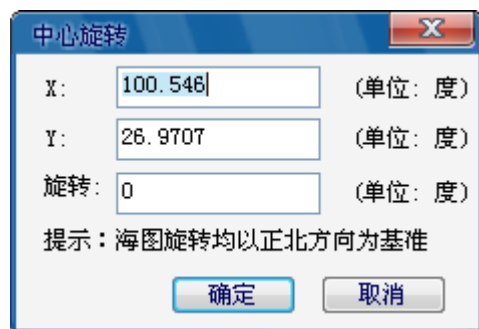 中心旋转
X: 100.546 (单位: 度)
Y: 26.9707 (单位: 度)
旋转: 0 (单位: 度)
提示：海图旋转均以正北方向为基准
确定 取消